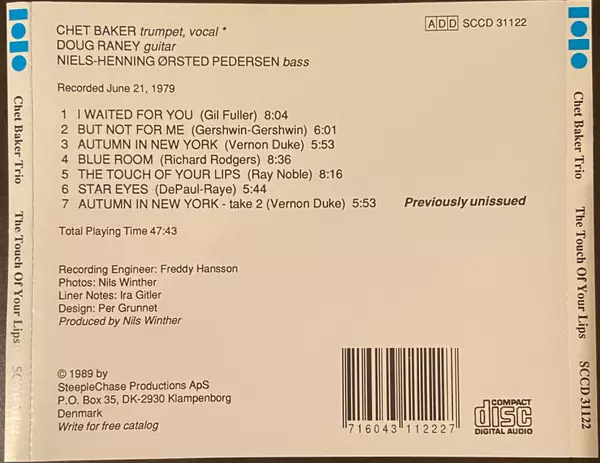 CHET BAKER trumpet, vocal *
DOUG RANEY guitar
NIELS-HENNING ØRSTED PEDERSEN bass
ADD SCCD 31122
Recorded June 21, 1979
1 I WAITED FOR YOU (Gil Fuller) 8:04
2 BUT NOT FOR ME (Gershwin-Gershwin) 6:01
3 AUTUMN IN NEW YORK (Vernon Duke) 5:53
4 BLUE ROOM (Richard Rodgers) 8:36
5 THE TOUCH OF YOUR LIPS (Ray Noble) 8:16
6 STAR EYES (DePaul-Raye) 5:44
7 AUTUMN IN NEW YORK - take 2 (Vernon Duke) 5:53 Previously unissued
Total Playing Time 47:43
Recording Engineer: Freddy Hansson
Photos: Nils Winther
Liner Notes: Ira Gitler
Design: Per Grunnet
Produced by Nils Winther
© 1989 by
SteepleChase Productions ApS
P.O. Box 35, DK-2930 Klampenborg
Denmark
Write for free catalog
716043 112227
COMPACT
disc
DIGITAL AUDIO
Chet Baker Trio The Touch Of Your Lips
Chet Baker Trio The Touch Of Your Lips SCCD 31122